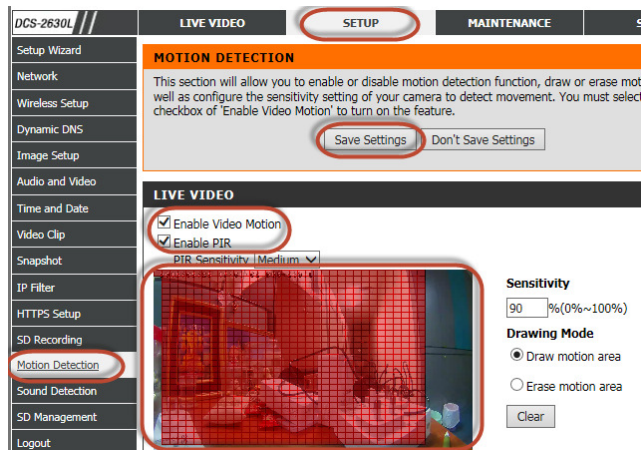 DCS-2630L
LIVE VIDEO
SETUP
MAINTENANCE
Setup Wizard
Network
Wireless Setup
Dynamic DNS
Image Setup
Audio and Video
Time and Date
Video Clip
Snapshot
IP Filter
HTTPS Setup
SD Recording
Motion Detection
Sound Detection
SD Management
Logout
MOTION DETECTION
This section will allow you to enable or disable motion detection function, draw or erase mot
well as configure the sensitivity setting of your camera to detect movement. You must select
checkbox of 'Enable Video Motion' to turn on the feature.
Save Settings
Don't Save Settings
LIVE VIDEO
Enable Video Motion
Enable PIR
PIR Sensitivity Medium
Sensitivity
90 %(0%~100%)
Drawing Mode
Draw motion area
Erase motion area
Clear